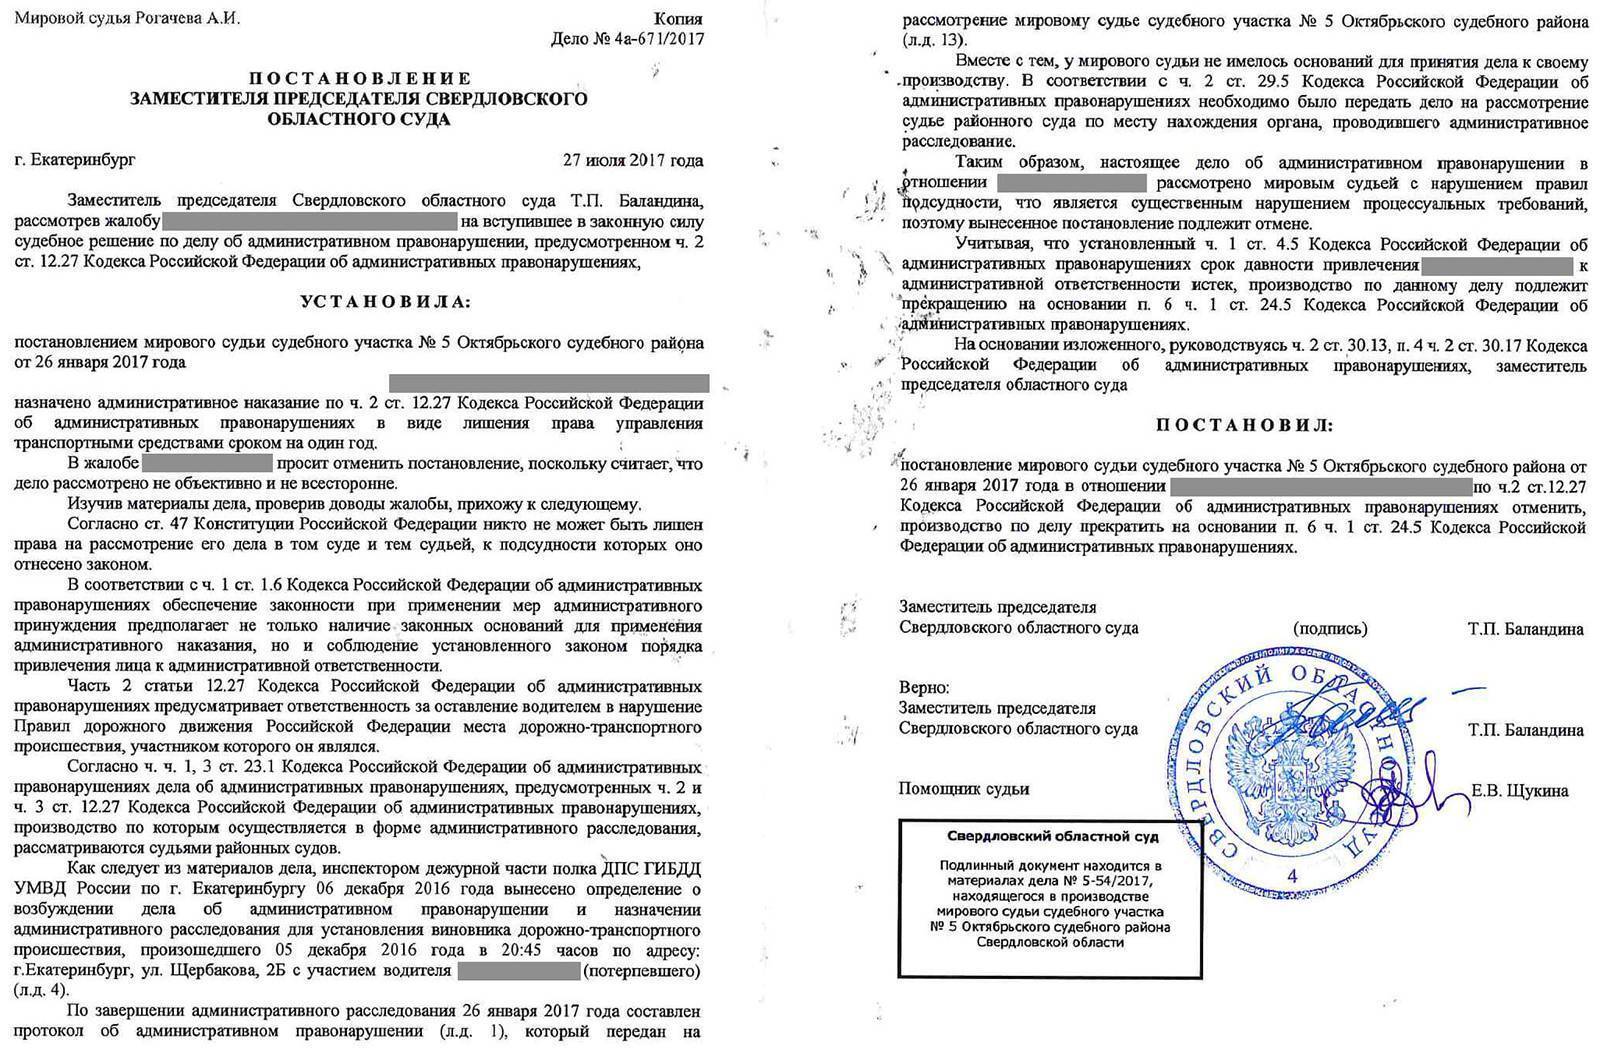 Мировой судья Рогачева А.И.
Копия
Дело № 4а-671/2017
ПОСТАНОВЛЕНИЕ
ЗАМЕСТИТЕЛЯ ПРЕДСЕДАТЕЛЯ СВЕРДЛОВСКОГО
ОБЛАСТНОГО СУДА
г. Екатеринбург
27 июля 2017 года
Заместитель председателя Свердловского областного суда Т.П. Баландина,
рассмотрев жалобу на вступившее в законную силу
судебное решение по делу об административном правонарушении, предусмотренном ч. 2
ст. 12.27 Кодекса Российской Федерации об административных правонарушениях,
УСТАНОВИЛА:
постановлением мирового судьи судебного участка № 5 Октябрьского судебного района
от 26 января 2017 года
назначено административное наказание по ч. 2 ст. 12.27 Кодекса Российской Федерации
об административных правонарушениях в виде лишения права управления
транспортными средствами сроком на один год.
В жалобе просит отменить постановление, поскольку считает, что
дело рассмотрено не объективно и не всесторонне.
Изучив материалы дела, проверив доводы жалобы, прихожу к следующему.
Согласно ст. 47 Конституции Российской Федерации никто не может быть лишен
права на рассмотрение его дела в том суде и тем судьей, к подсудности которых оно
отнесено законом.
В соответствии с ч. 1 ст. 1.6 Кодекса Российской Федерации об административных
правонарушениях обеспечение законности при применении мер административного
принуждения предполагает не только наличие законных оснований для применения
административного наказания, но и соблюдение установленного законом порядка
привлечения лица к административной ответственности.
Часть 2 статьи 12.27 Кодекса Российской Федерации об административных
правонарушениях предусматривает ответственность за оставление водителем в нарушение
Правил дорожного движения Российской Федерации места дорожно-транспортного
происшествия, участником которого он являлся.
Согласно ч. ч. 1, 3 ст. 23.1 Кодекса Российской Федерации об административных
правонарушениях дела об административных правонарушениях, предусмотренных ч. 2 и
ч. 3 ст. 12.27 Кодекса Российской Федерации об административных правонарушениях,
производство по которым осуществляется в форме административного расследования,
рассматриваются судьями районных судов.
Как следует из материалов дела, инспектором дежурной части полка ДПС ГИБДД
УМВД России по г. Екатеринбургу 06 декабря 2016 года вынесено определение о
возбуждении дела об административном правонарушении и назначении
административного расследования для установления виновника дорожно-транспортного
происшествия, произошедшего 05 декабря 2016 года в 20:45 часов по адресу:
г.Екатеринбург, ул. Щербакова, 2Б с участием водителя (потерпевшего)
(л.д. 4).
По завершении административного расследования 26 января 2017 года составлен
протокол об административном правонарушении (л.д. 1), который передан на
рассмотрение мировому судье судебного участка № 5 Октябрьского судебного района
(л.д. 13).
Вместе с тем, у мирового судьи не имелось оснований для принятия дела к своему
производству. В соответствии с ч. 2 ст. 29.5 Кодекса Российской Федерации об
административных правонарушениях необходимо было передать дело на рассмотрение
судье районного суда по месту нахождения органа, проводившего административное
расследование.
Таким образом, настоящее дело об административном правонарушении в
отношении рассмотрено мировым судьей с нарушением правил
подсудности, что является существенным нарушением процессуальных требований,
поэтому вынесенное постановление подлежит отмене.
Учитывая, что установленный ч. 1 ст. 4.5 Кодекса Российской Федерации об
административных правонарушениях срок давности привлечения к
административной ответственности истек, производство по данному делу подлежит
прекращению на основании п. 6 ч. 1 ст. 24.5 Кодекса Российской Федерации об
административных правонарушениях.
На основании изложенного, руководствуясь ч. 2 ст. 30.13, п. 4 ч. 2 ст. 30.17 Кодекса
Российской Федерации об административных правонарушениях, заместитель
председателя областного суда
ПОСТАНОВИЛ:
постановление мирового судьи судебного участка № 5 Октябрьского судебного района от
26 января 2017 года в отношении по ч.2 ст.12.27
Кодекса Российской Федерации об административных правонарушениях отменить,
производство по делу прекратить на основании п. 6 ч. 1 ст. 24.5 Кодекса Российской
Федерации об административных правонарушениях.
Заместитель председателя
Свердловского областного суда (подпись) Т.П. Баландина
Верно:
Заместитель председателя
Свердловского областного суда Т.П. Баландина
Помощник судьи Е.В. Щукина
СВЕРДЛОВСКИЙ ОБЛАСТНОЙ СУД
4
Свердловский областной суд
Подлинный документ находится в
материалах дела № 5-54/2017,
находящегося в производстве
мирового судьи судебного участка
№ 5 Октябрьского судебного района
Свердловской области